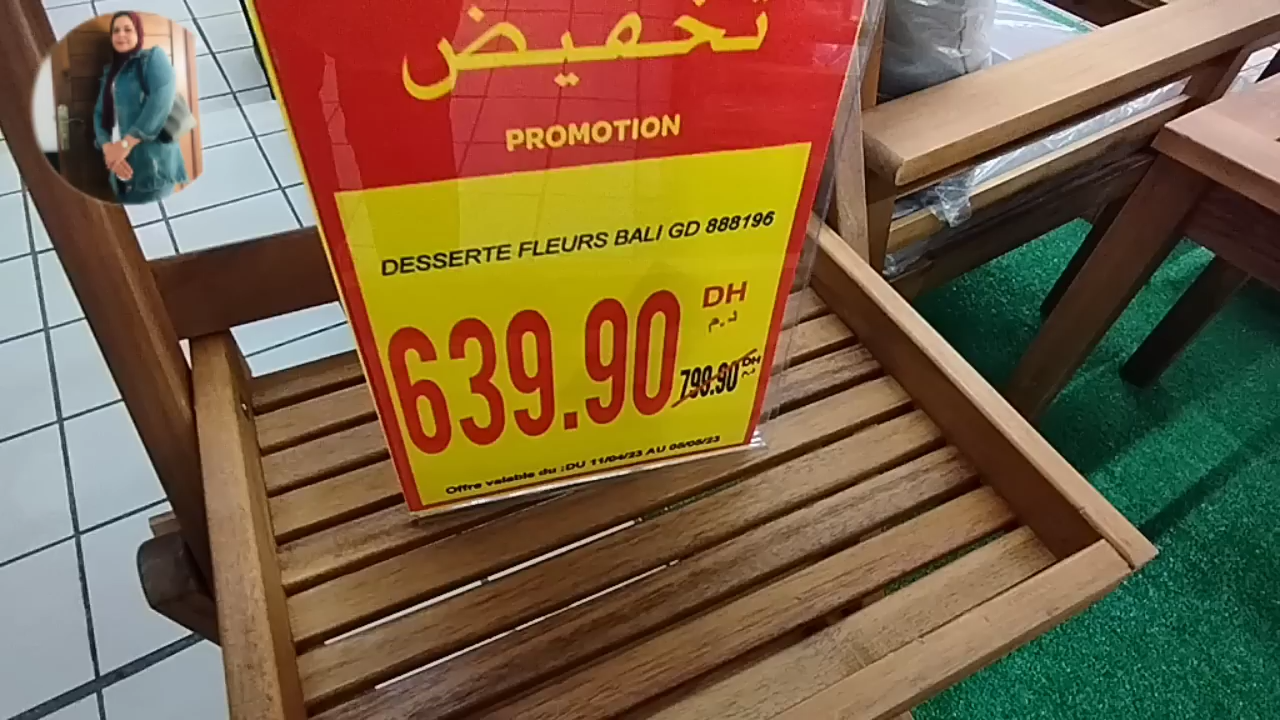 تخفيض
PROMOTION
DESSERTE FLEURS BALI GD 888196
639.90 DH
د.م
799.90 DH
Offre valable du :DU 11/04/23 AU 08/05/23